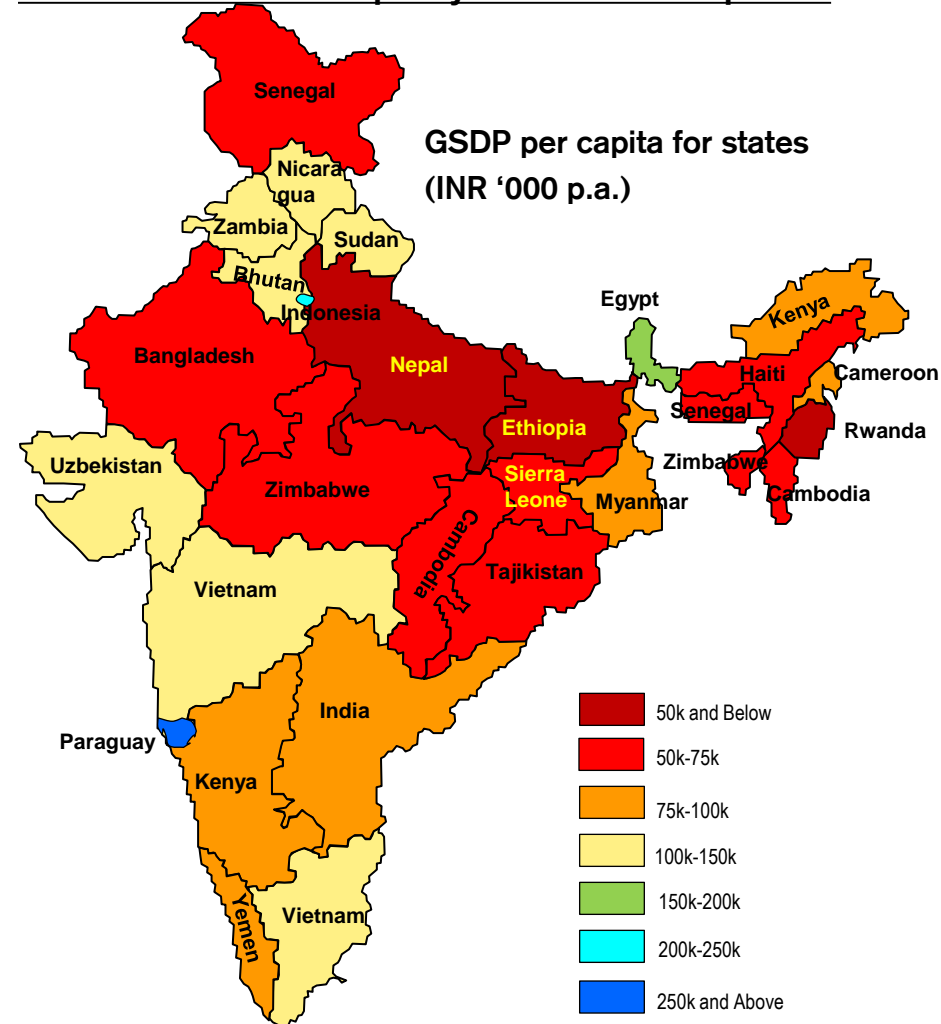 Senegal
GSDP per capita for states
(INR ‘000 p.a.)
Nicara
gua
Zambia
Sudan
Bhutan
Indonesia
Egypt
Kenya
Bangladesh
Nepal
Haiti
Cameroon
Senegal
Ethiopia
Rwanda
Uzbekistan
Zimbabwe
Sierra
Leone
Zimbabwe
Myanmar
Cambodia
Cambodia
Tajikistan
Vietnam
India
Paraguay
Kenya
Yemen
Vietnam
50k and Below
50k-75k
75k-100k
100k-150k
150k-200k
200k-250k
250k and Above